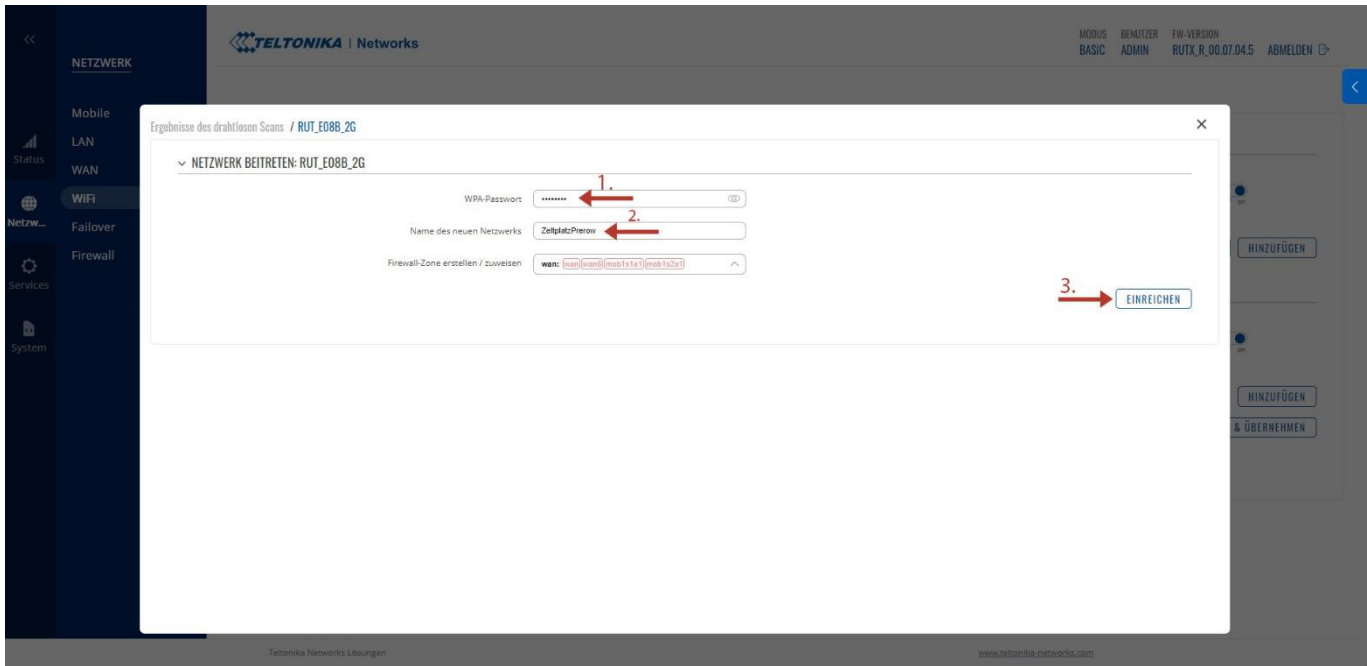 MODUS BENUTZER FW-VERSION
BASIC ADMIN RUTX_R_00.07.04.5 ABMELDEN
TELTONIKA | Networks
NETZWERK
Mobile
LAN
WAN
WiFi
Failover
Firewall
Status
Netzw...
Services
System
Ergebnisse des drahtlosen Scans / RUT_E08B_2G
NETZWERK BEITRETEN: RUT_E08B_2G
1.
WPA-Passwort ••••••••
2.
Name des neuen Netzwerks ZeltplatzPrerow
Firewall-Zone erstellen / zuweisen wan: wan wan6 mob1s1a1 mob1s2a1
3.
EINREICHEN
on
HINZUFÜGEN
on
HINZUFÜGEN
& ÜBERNEHMEN
Teltonika Networks Lösungen www.teltonika-networks.com